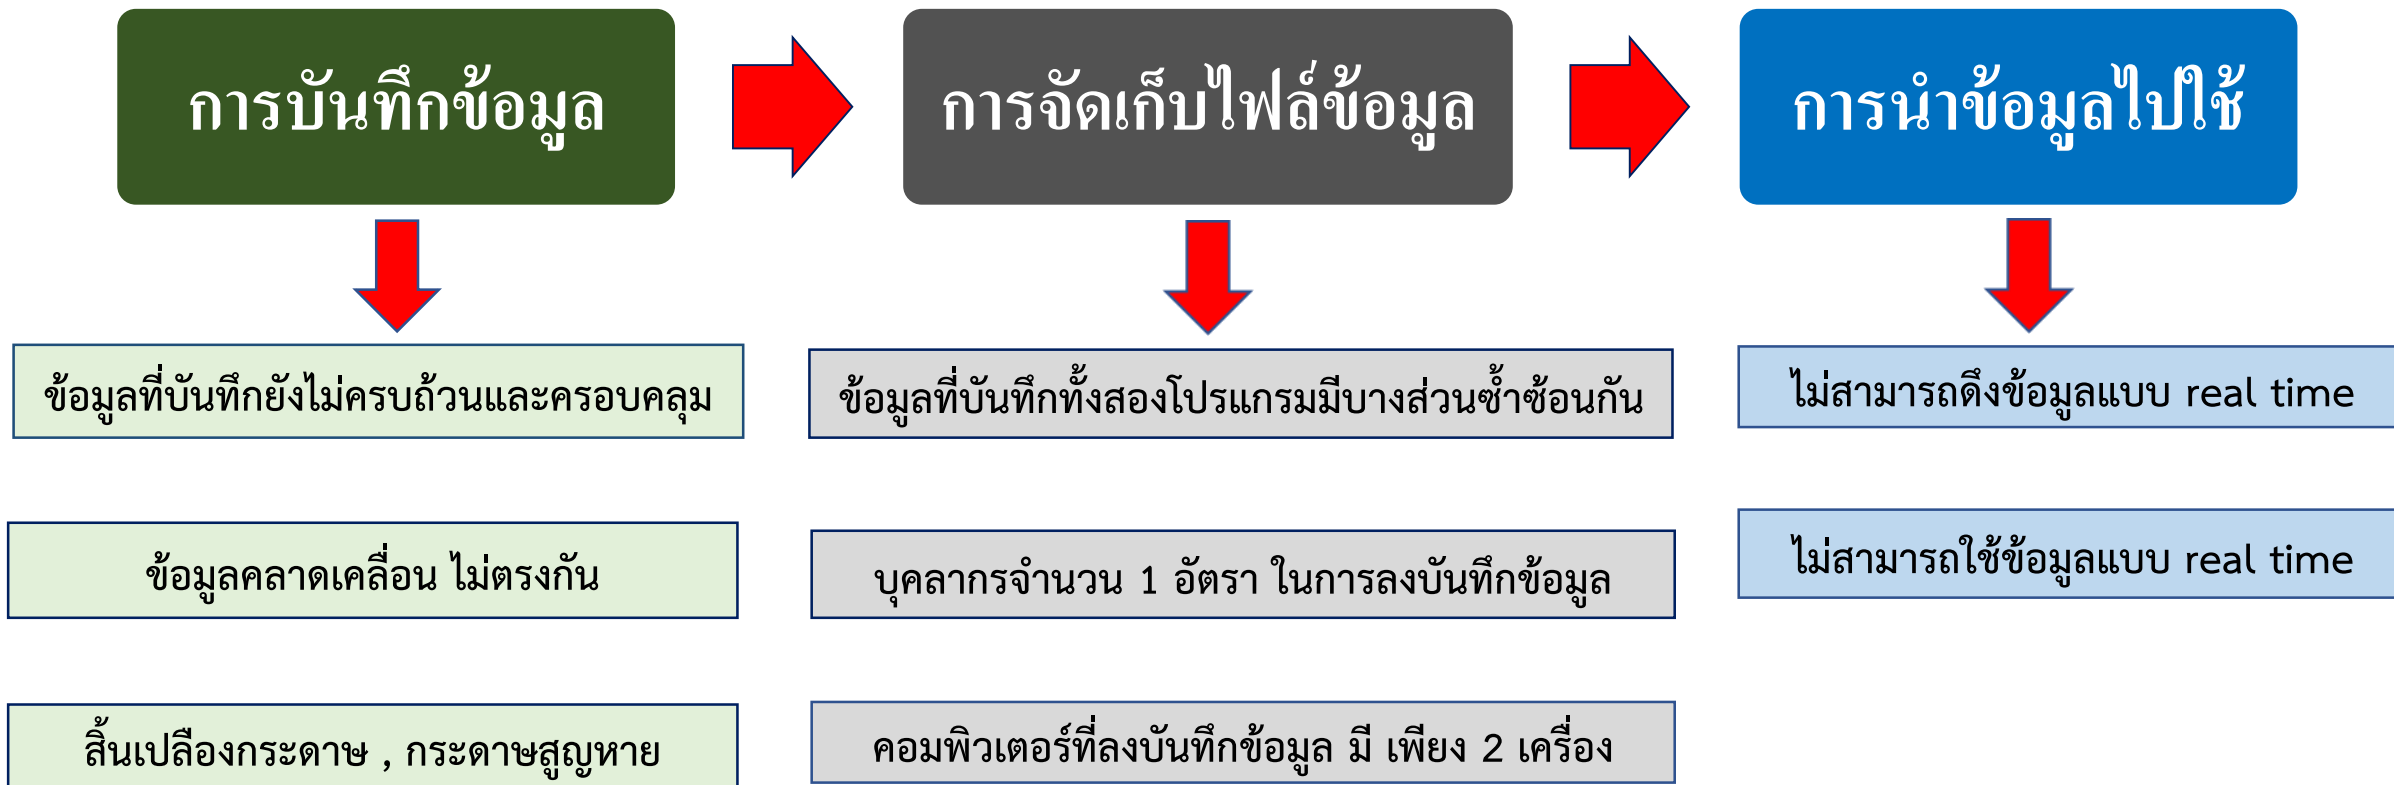 การบันทึกข้อมูล
การจัดเก็บไฟล์ข้อมูล
การนำข้อมูลไปใช้
ข้อมูลที่บันทึกยังไม่ครบถ้วนและครอบคลุม
ข้อมูลที่บันทึกทั้งสองโปรแกรมมีบางส่วนซ้ำซ้อนกัน
ไม่สามารถดึงข้อมูลแบบ real time
ข้อมูลคลาดเคลื่อน ไม่ตรงกัน
บุคลากรจำนวน 1 อัตรา ในการลงบันทึกข้อมูล
ไม่สามารถใช้ข้อมูลแบบ real time
สิ้นเปลืองกระดาษ , กระดาษสูญหาย
คอมพิวเตอร์ที่ลงบันทึกข้อมูล มี เพียง 2 เครื่อง